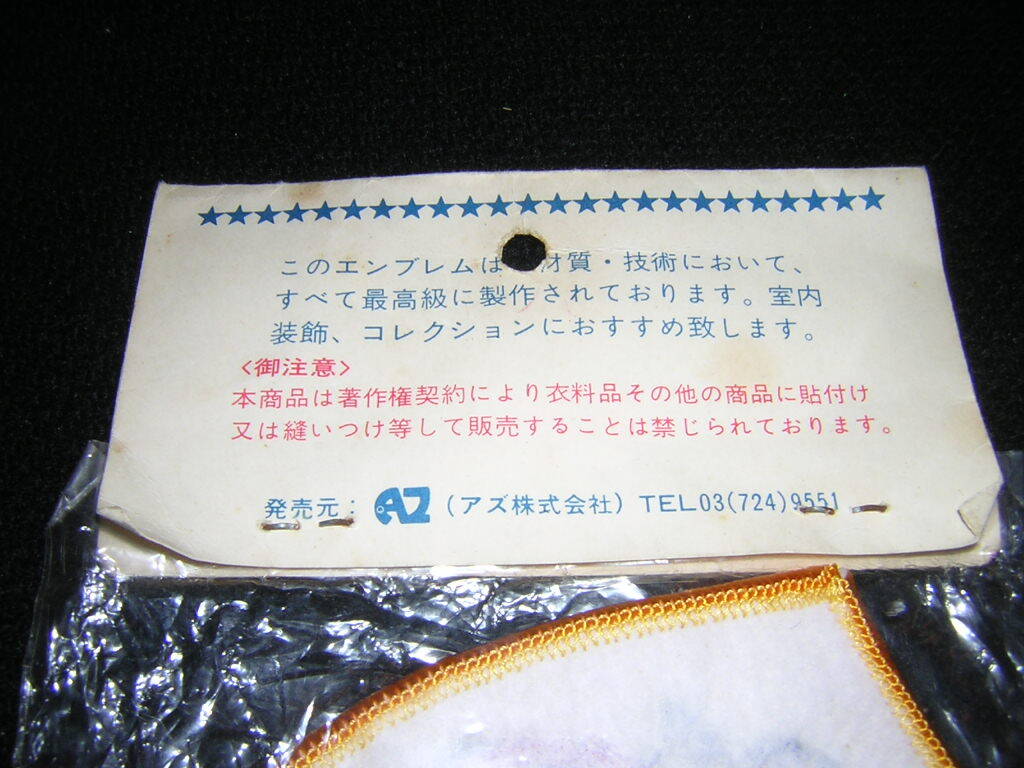 ★★★★★★★★★★★★★★★★★★★★★★★★
このエンブレムは 材質・技術において、
すべて最高級に製作されております。室内
装飾、コレクションにおすすめ致します。
〈御注意〉
本商品は著作権契約により衣料品その他の商品に貼付け
又は縫いつけ等して販売することは禁じられております。
発売元： AZ (アズ株式会社) TEL03(724)9551